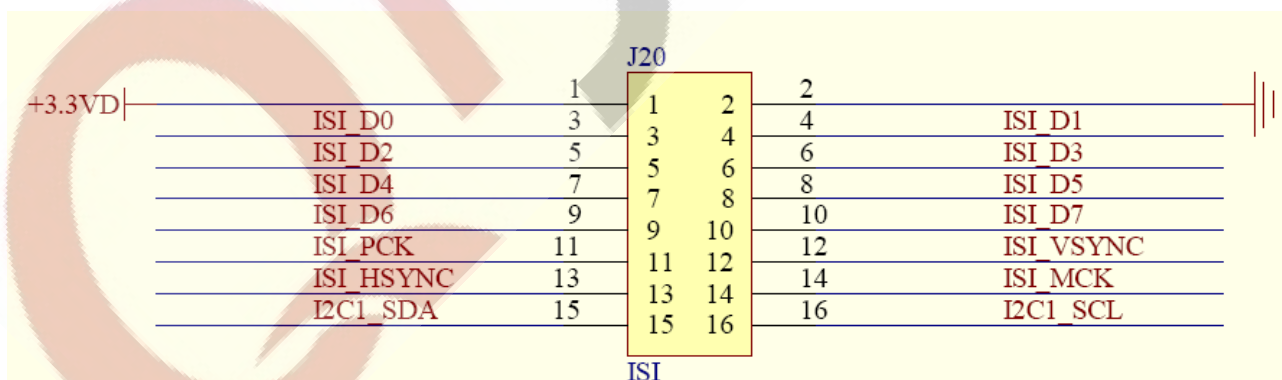 J20
1 2
+3.3VD 1 2
ISI_D0 3 4 ISI_D1
3 4
ISI_D2 5 6 ISI_D3
5 6
ISI_D4 7 8 ISI_D5
7 8
ISI_D6 9 10 ISI_D7
9 10
ISI_PCK 11 12 ISI_VSYNC
11 12
ISI_HSYNC 13 14 ISI_MCK
13 14
I2C1_SDA 15 16 I2C1_SCL
15 16
ISI